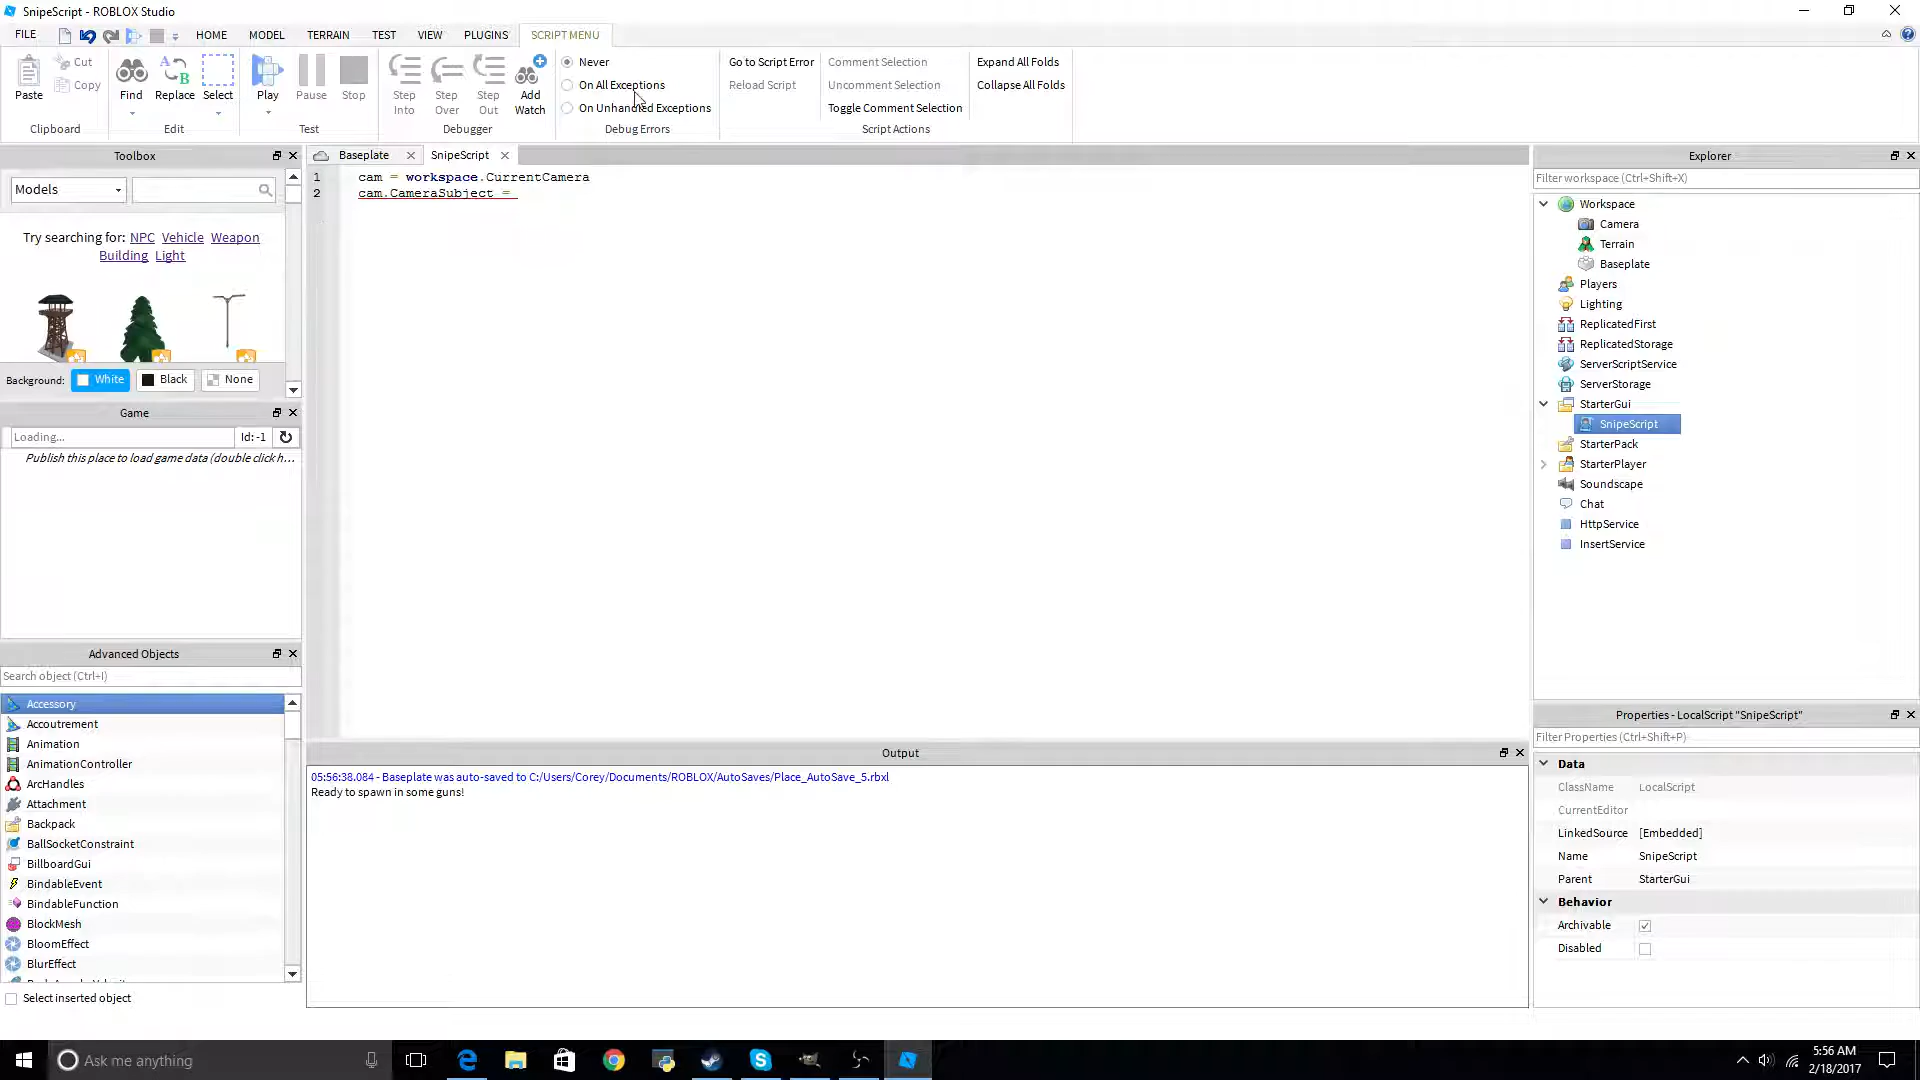 SnipeScript - ROBLOX Studio
FILE
HOME
MODEL
TERRAIN
TEST
VIEW
PLUGINS
SCRIPT MENU
Paste
Cut
Copy
Clipboard
Find
Replace
Select
Edit
Play
Pause
Stop
Test
Step Into
Step Over
Step Out
Add Watch
Debugger
Never
On All Exceptions
On Unhandled Exceptions
Debug Errors
Go to Script Error
Reload Script
Comment Selection
Uncomment Selection
Toggle Comment Selection
Script Actions
Expand All Folds
Collapse All Folds
Toolbox
Models
Try searching for: NPC Vehicle Weapon
Building Light
Background: White Black None
Game
Loading...
Id: -1
Publish this place to load game data (double click h...
Advanced Objects
Search object (Ctrl+I)
Accessory
Accoutrement
Animation
AnimationController
ArcHandles
Attachment
Backpack
BallSocketConstraint
BillboardGui
BindableEvent
BindableFunction
BlockMesh
BloomEffect
BlurEffect
Select inserted object
Baseplate
SnipeScript
1 cam = workspace.CurrentCamera
2 cam.CameraSubject =
Output
05:56:38.084 - Baseplate was auto-saved to C:/Users/Corey/Documents/ROBLOX/AutoSaves/Place_AutoSave_5.rbxl
Ready to spawn in some guns!
Explorer
Filter workspace (Ctrl+Shift+X)
Workspace
Camera
Terrain
Baseplate
Players
Lighting
ReplicatedFirst
ReplicatedStorage
ServerScriptService
ServerStorage
StarterGui
SnipeScript
StarterPack
StarterPlayer
Soundscape
Chat
HttpService
InsertService
Properties - LocalScript "SnipeScript"
Filter Properties (Ctrl+Shift+P)
Data
ClassName LocalScript
CurrentEditor
LinkedSource [Embedded]
Name SnipeScript
Parent StarterGui
Behavior
Archivable
Disabled
Ask me anything
5:56 AM
2/18/2017